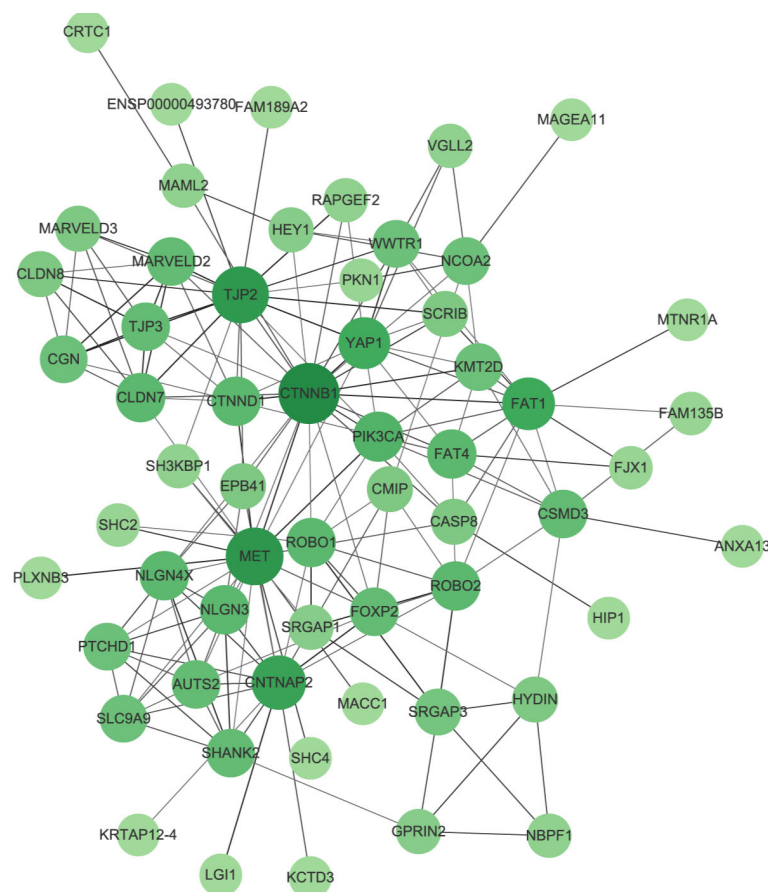 CRTC1
ENSP00000493780
FAM189A2
MAGEA11
VGLL2
MAML2
RAPGEF2
MARVELD3
HEY1
WWTR1
MARVELD2
NCOA2
CLDN8
PKN1
TJP2
SCRIB
MTNR1A
TJP3
YAP1
CGN
KMT2D
CTNNB1
CLDN7
CTNND1
FAT1
FAM135B
PIK3CA
FAT4
SH3KBP1
FJX1
EPB41
CMIP
SHC2
CASP8
CSMD3
ROBO1
ANXA13
MET
PLXNB3
NLGN4X
ROBO2
NLGN3
FOXP2
HIP1
SRGAP1
PTCHD1
AUTS2
CNTNAP2
HYDIN
MACC1
SRGAP3
SLC9A9
SHANK2
SHC4
KRTAP12-4
GPRIN2
NBPF1
LGI1
KCTD3